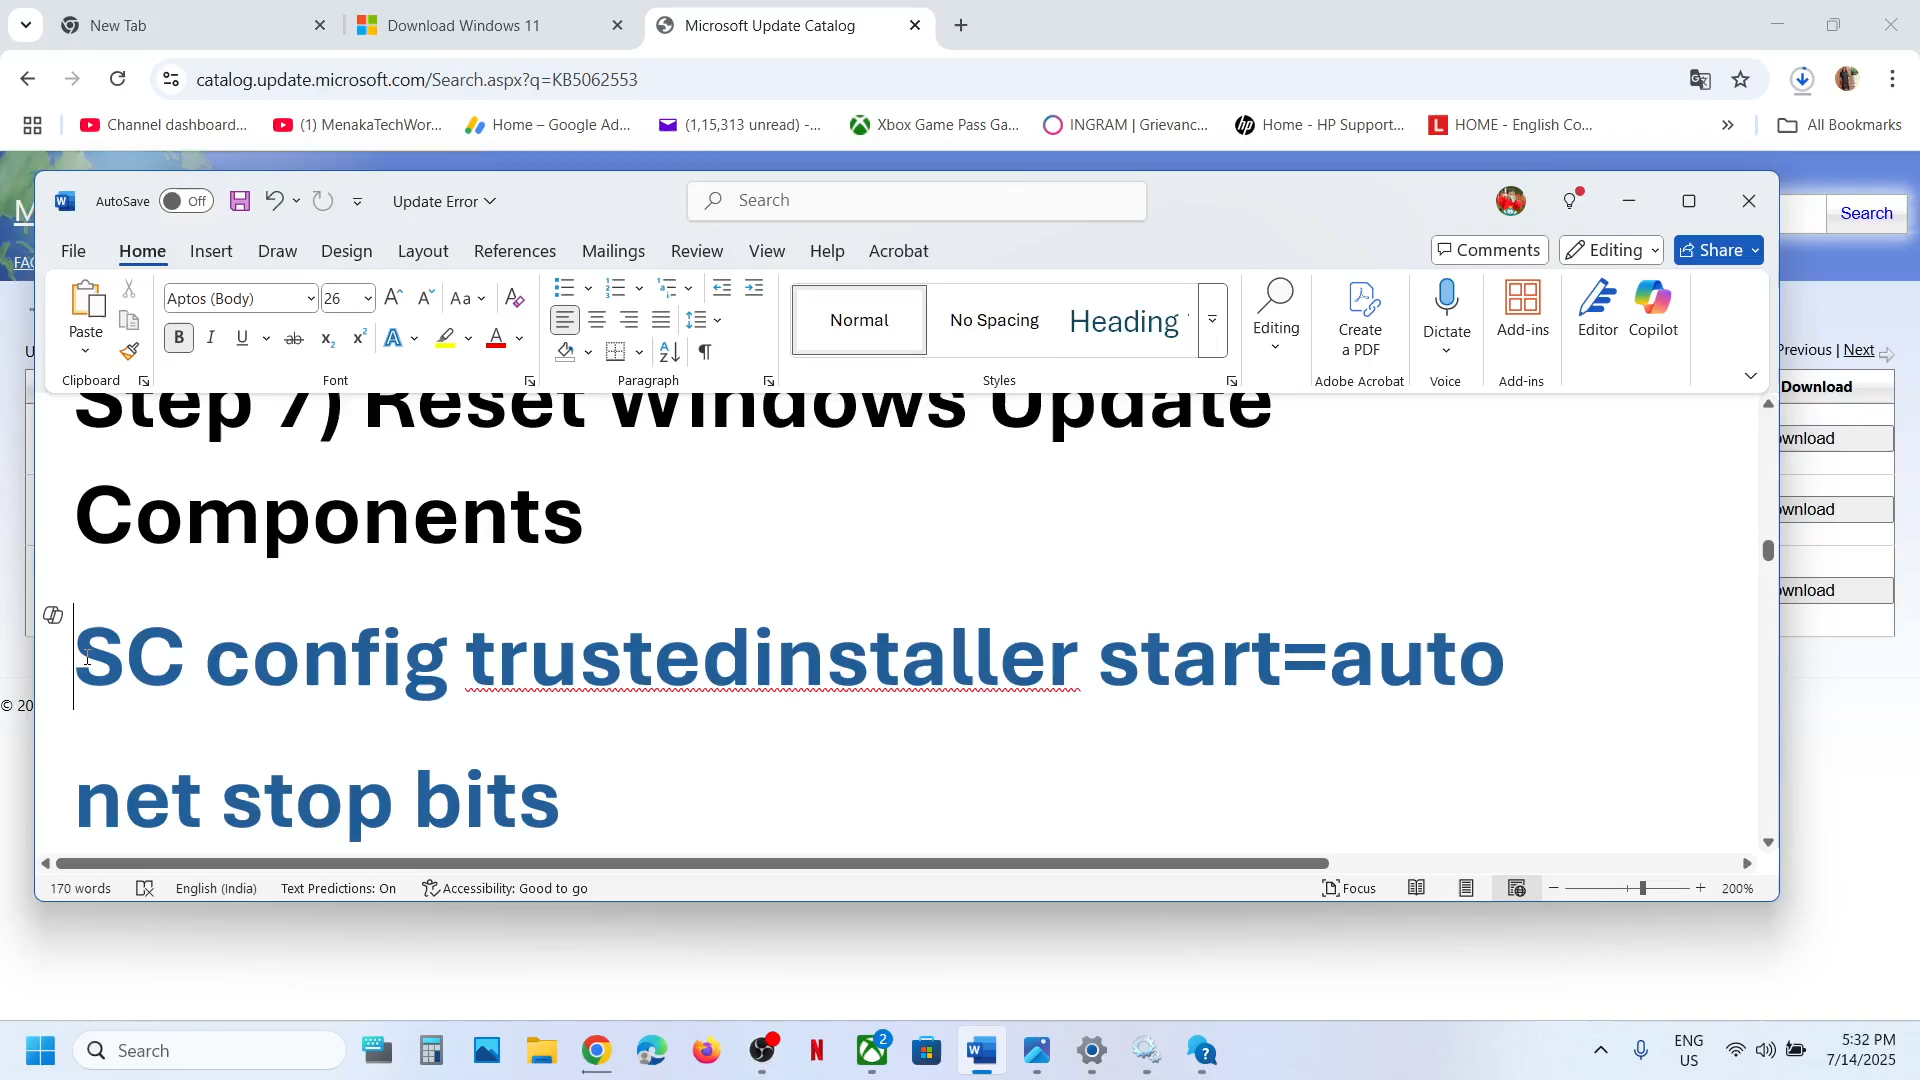 New Tab
Download Windows 11
Microsoft Update Catalog
catalog.update.microsoft.com/Search.aspx?q=KB5062553
Channel dashboard...
(1) MenakaTechWor...
Home – Google Ad...
(1,15,313 unread) -...
Xbox Game Pass Ga...
INGRAM | Grievanc...
Home - HP Support...
HOME - English Co...
All Bookmarks
Search
AutoSave Off
Update Error
Search
File
Home
Insert
Draw
Design
Layout
References
Mailings
Review
View
Help
Acrobat
Comments
Editing
Share
Paste
Clipboard
Aptos (Body)
26
Font
Paragraph
Normal
No Spacing
Heading
Styles
Editing
Create a PDF
Adobe Acrobat
Dictate
Voice
Add-ins
Add-ins
Editor
Copilot
Previous | Next
Download
wnload
wnload
wnload
Step 7) Reset Windows Update
Components
SC config trustedinstaller start=auto
net stop bits
© 20
170 words
English (India)
Text Predictions: On
Accessibility: Good to go
Focus
200%
Search
2
ENG
US
5:32 PM
7/14/2025